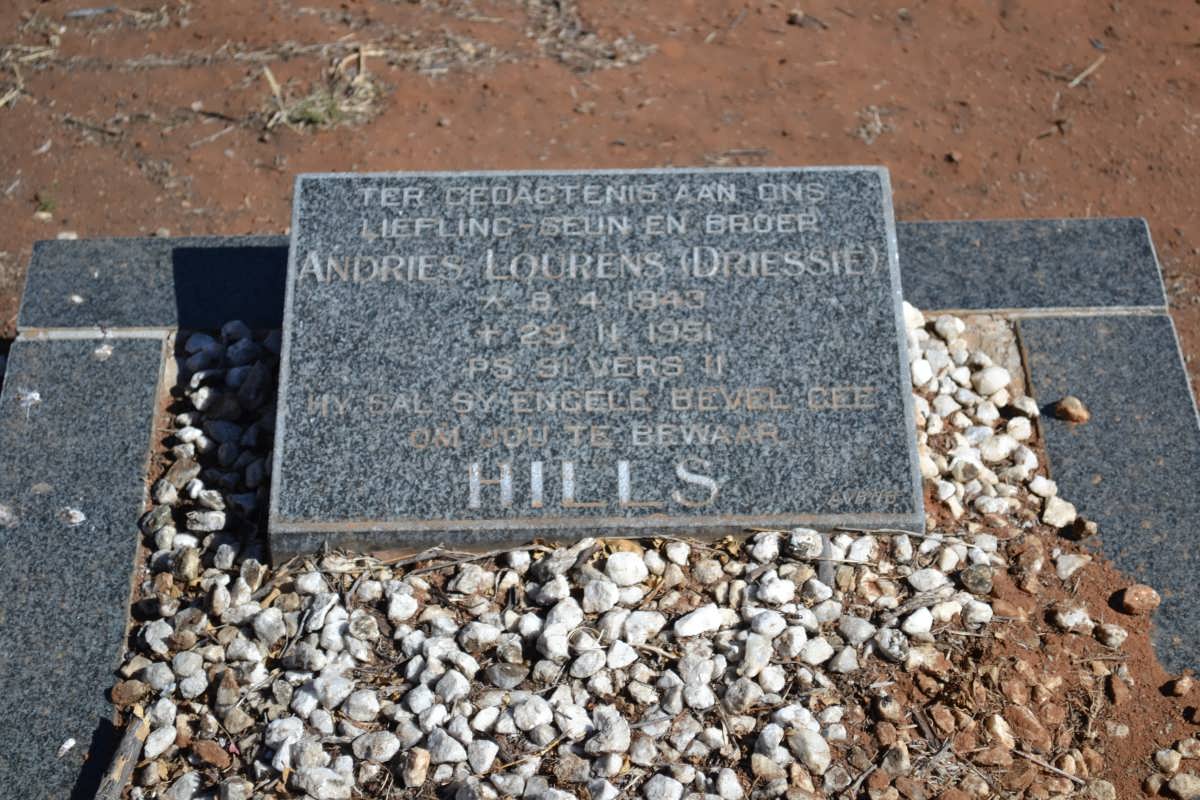 TER GEDAGTENIS AAN ONS
LIEFLING-SEUN EN BROER
ANDRIES LOURENS (DRIESSIE)
* 8 4 1943
+ 29 11 1951
PS 91 VERS 11
HY SAL SY ENGELE BEVEL GEE
OM JOU TE BEWAAR.
HILLS